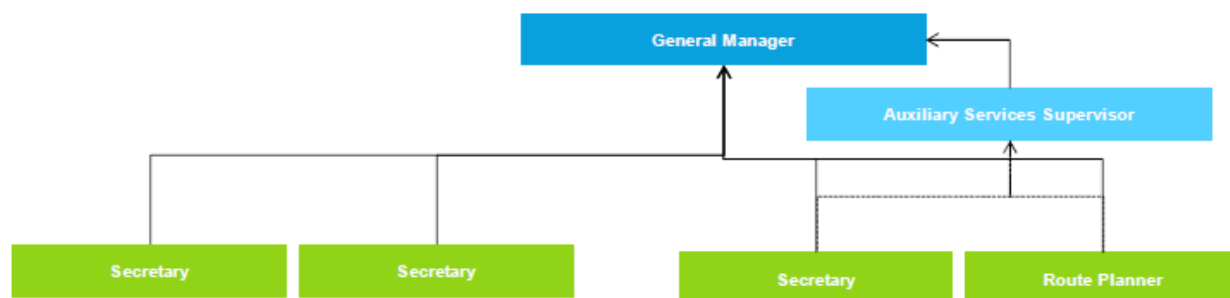 General Manager
Auxiliary Services Supervisor
Secretary
Secretary
Secretary
Route Planner